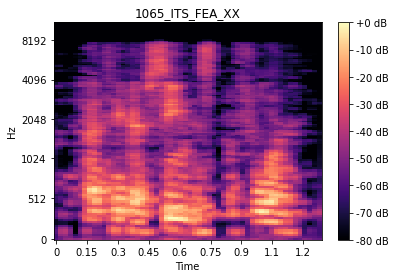 1065_ITS_FEA_XX
Hz
8192
4096
2048
1024
512
0
0 0.15 0.3 0.45 0.6 0.75 0.9 1.1 1.2
Time
+0 dB
-10 dB
-20 dB
-30 dB
-40 dB
-50 dB
-60 dB
-70 dB
-80 dB